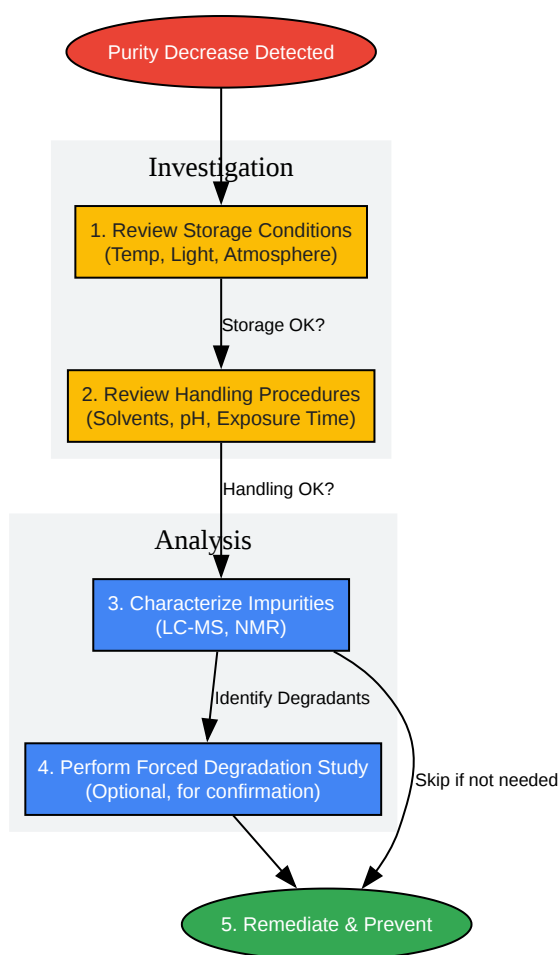 Purity Decrease Detected
Investigation
1. Review Storage Conditions
(Temp, Light, Atmosphere)
Storage OK?
2. Review Handling Procedures
(Solvents, pH, Exposure Time)
Handling OK?
Analysis
3. Characterize Impurities
(LC-MS, NMR)
Identify Degradants
4. Perform Forced Degradation Study
(Optional, for confirmation)
Skip if not needed
5. Remediate & Prevent